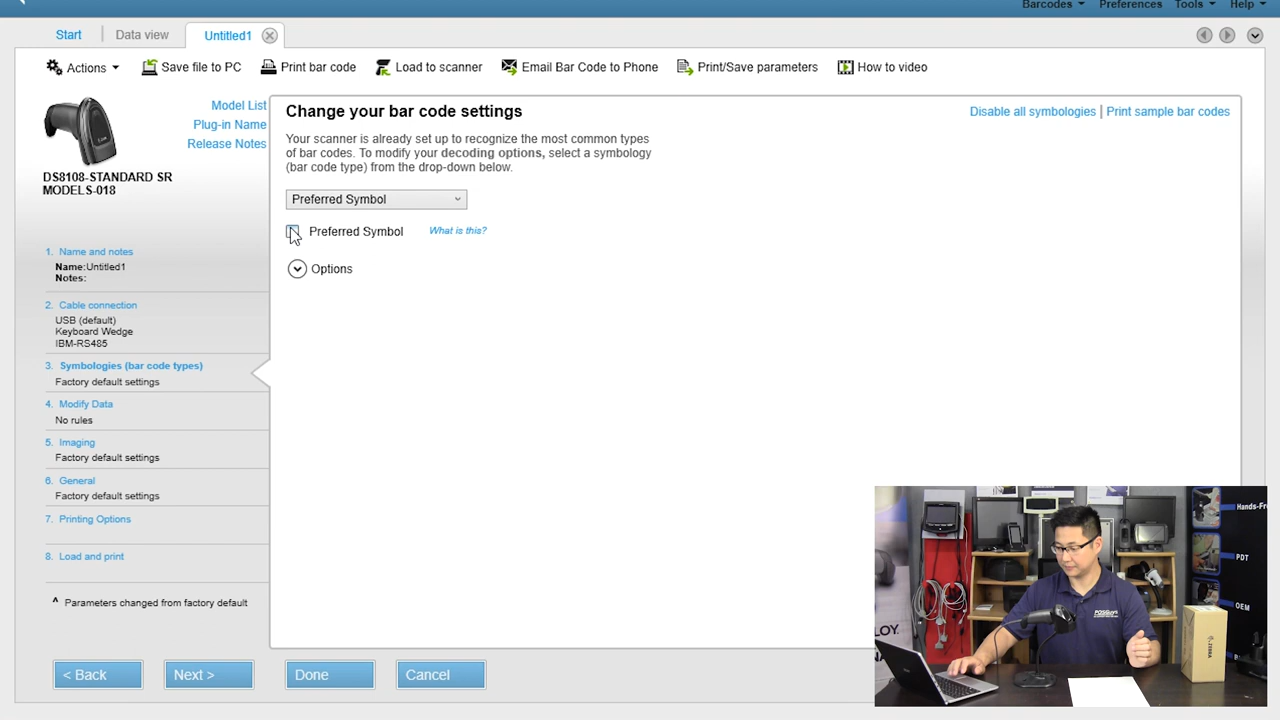 Barcodes Preferences Tools Help
Start Data view Untitled1
Actions Save file to PC Print bar code Load to scanner Email Bar Code to Phone Print/Save parameters How to video
Model List
Plug-in Name
Release Notes
DS8108-STANDARD SR
MODELS-018
1. Name and notes
Name:Untitled1
Notes:
2. Cable connection
USB (default)
Keyboard Wedge
IBM-RS485
3. Symbologies (bar code types)
Factory default settings
4. Modify Data
No rules
5. Imaging
Factory default settings
6. General
Factory default settings
7. Printing Options
8. Load and print
^ Parameters changed from factory default
Change your bar code settings
Disable all symbologies | Print sample bar codes
Your scanner is already set up to recognize the most common types
of bar codes. To modify your decoding options, select a symbology
(bar code type) from the drop-down below.
Preferred Symbol
Preferred Symbol What is this?
Options
< Back Next > Done Cancel
Hands-Fre
PDT
OEM
POSGuys
ZEBRA